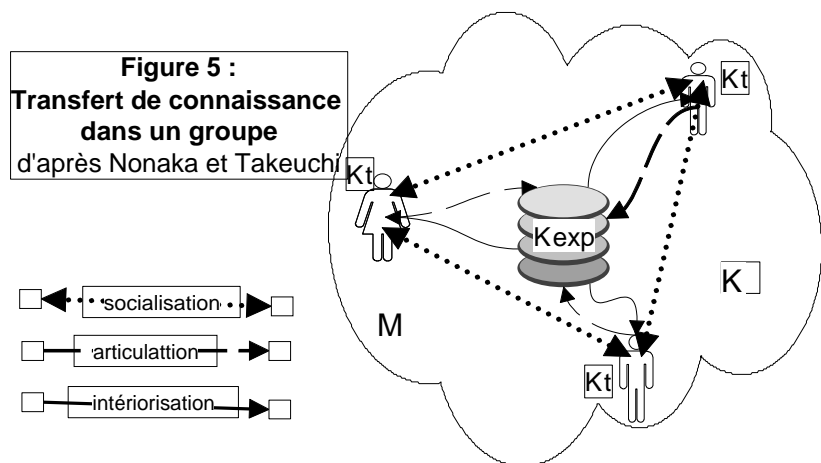 Figure 5 :
Transfert de connaissance
dans un groupe
d'après Nonaka et Takeuchi
Kt
Kt
Kexp
K
M
Kt
socialisation
articulattion
intériorisation